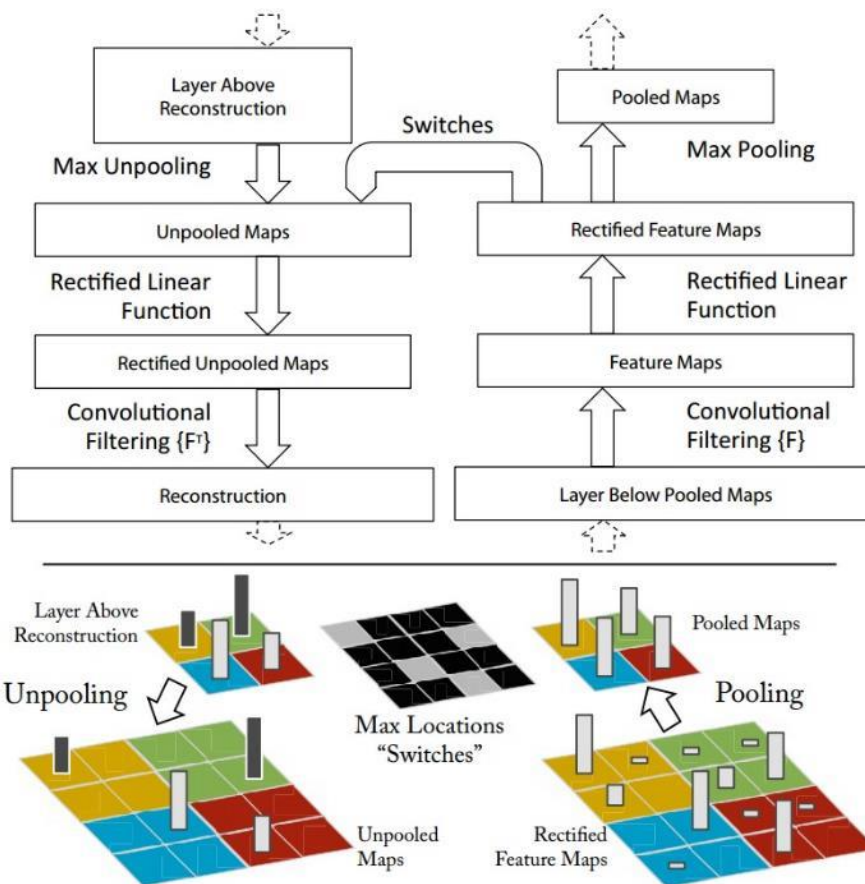 Layer Above
Reconstruction
Pooled Maps
Switches
Max Unpooling
Max Pooling
Unpooled Maps
Rectified Feature Maps
Rectified Linear
Function
Rectified Linear
Function
Rectified Unpooled Maps
Feature Maps
Convolutional
Filtering {Fᵀ}
Convolutional
Filtering {F}
Reconstruction
Layer Below Pooled Maps
Layer Above
Reconstruction
Pooled Maps
Unpooling
Max Locations
“Switches”
Pooling
Unpooled
Maps
Rectified
Feature Maps